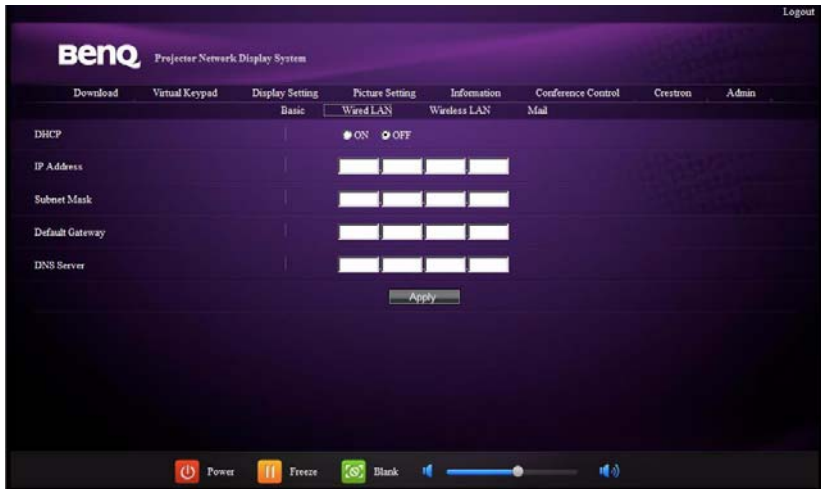 Logout
BenQ Projector Network Display System
Download Virtual Keypad Display Setting Picture Setting Information Conference Control Crestron Admin
Basic Wired LAN Wireless LAN Mail
DHCP ON OFF
IP Address
Subnet Mask
Default Gateway
DNS Server
Apply
Power Freeze Blank